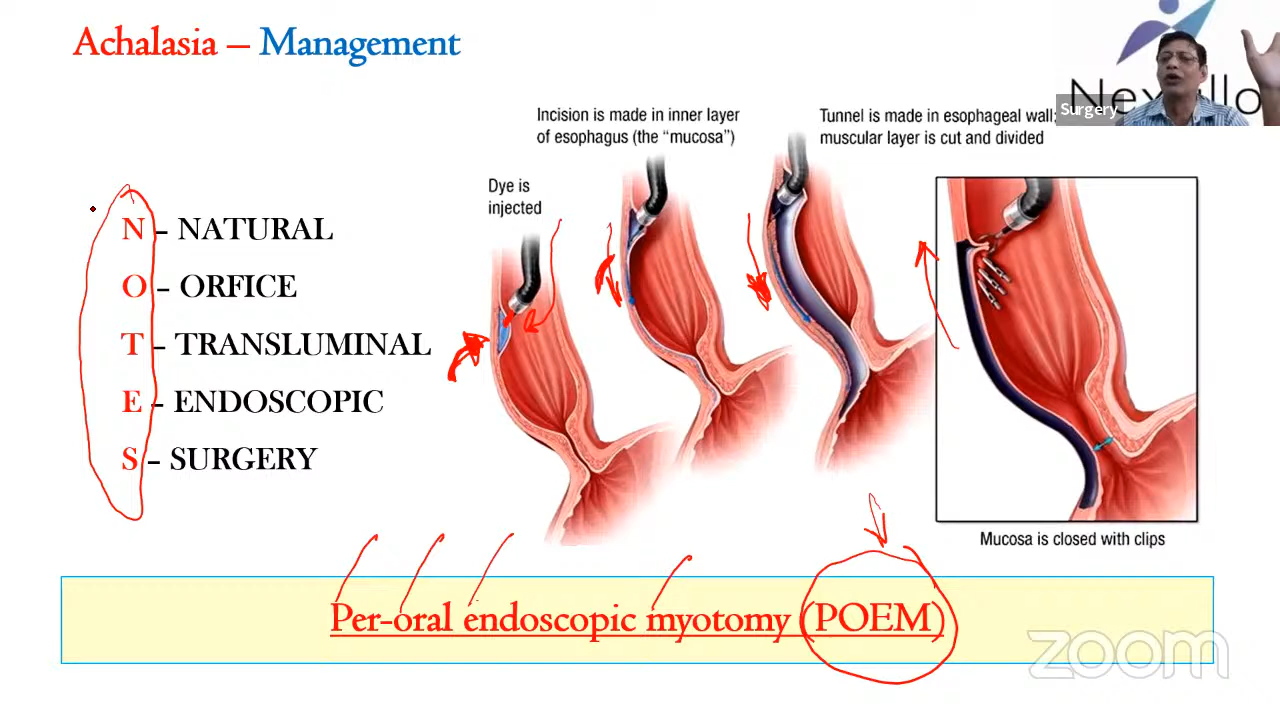 Achalasia – Management
Surgery
Incision is made in inner layer
of esophagus (the "mucosa")
Tunnel is made in esophageal wall;
muscular layer is cut and divided
Dye is
injected
N – NATURAL
O – ORFICE
T – TRANSLUMINAL
E – ENDOSCOPIC
S – SURGERY
Mucosa is closed with clips
Per-oral endoscopic myotomy (POEM)
zoom